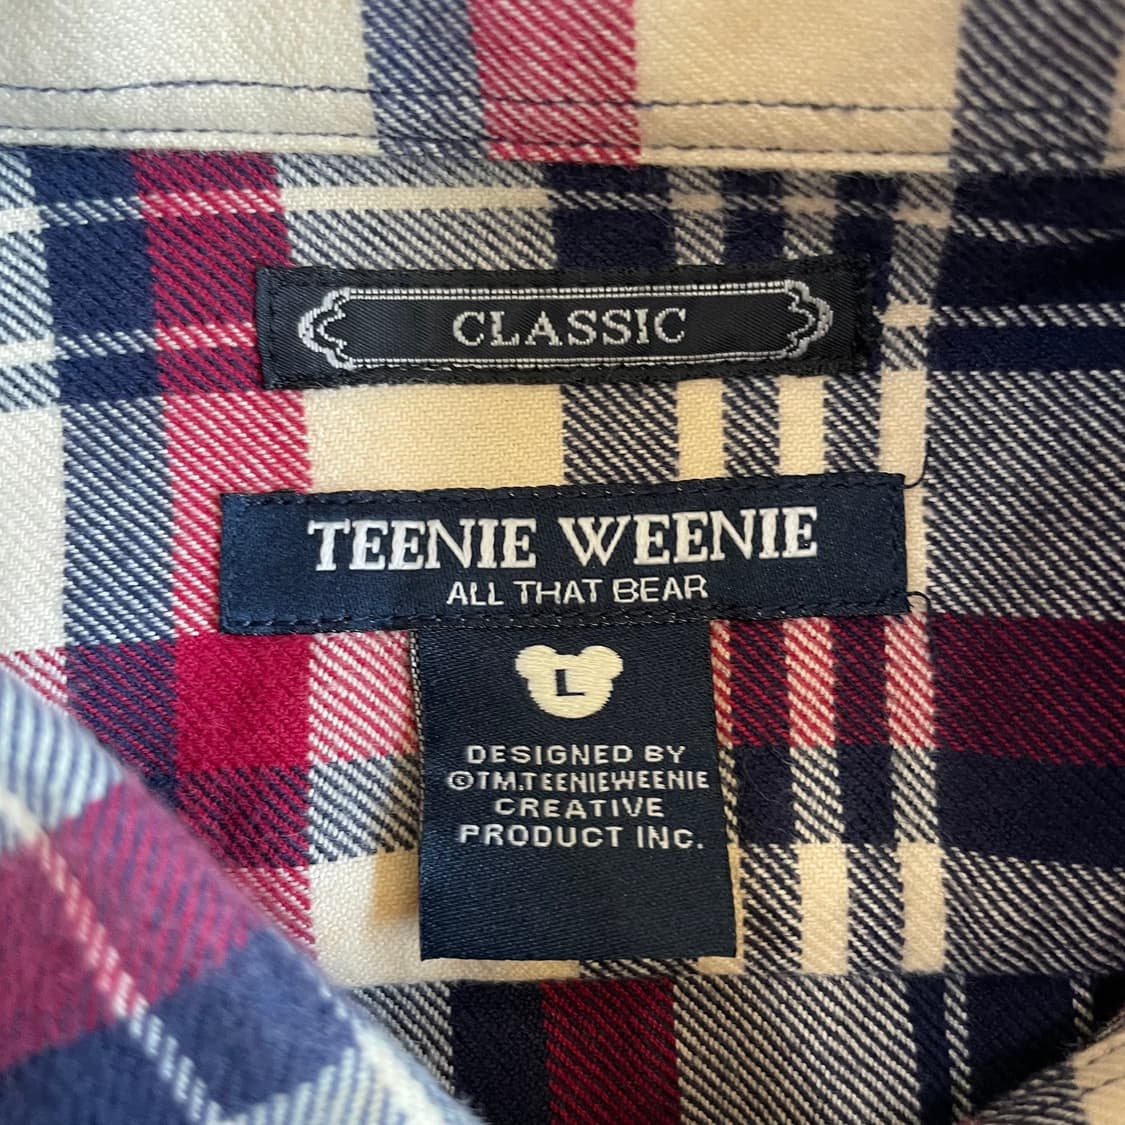 CLASSIC
TEENIE WEENIE
ALL THAT BEAR
L
DESIGNED BY
©TM.TEENIEWEENIE
CREATIVE
PRODUCT INC.